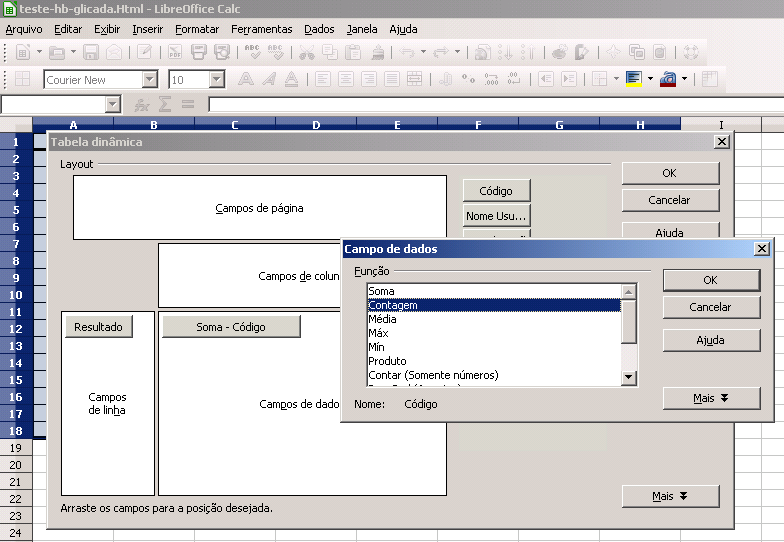 teste-hb-glicada.Html - LibreOffice Calc
Arquivo Editar Exibir Inserir Formatar Ferramentas Dados Janela Ajuda
Courier New 10
A B C D E F G H I
1
2
3
4
5
6
7
8
9
10
11
12
13
14
15
16
17
18
19
20
21
22
23
24
Tabela dinâmica
Layout
Campos de página
Código
Nome Usu...
OK
Cancelar
Ajuda
Campos de colun
Resultado
Soma - Código
Campos
de linha
Campos de dado
Mais
Arraste os campos para a posição desejada.
Campo de dados
Função
Soma
Contagem
Média
Máx
Mín
Produto
Contar (Somente números)
OK
Cancelar
Ajuda
Mais
Nome: Código